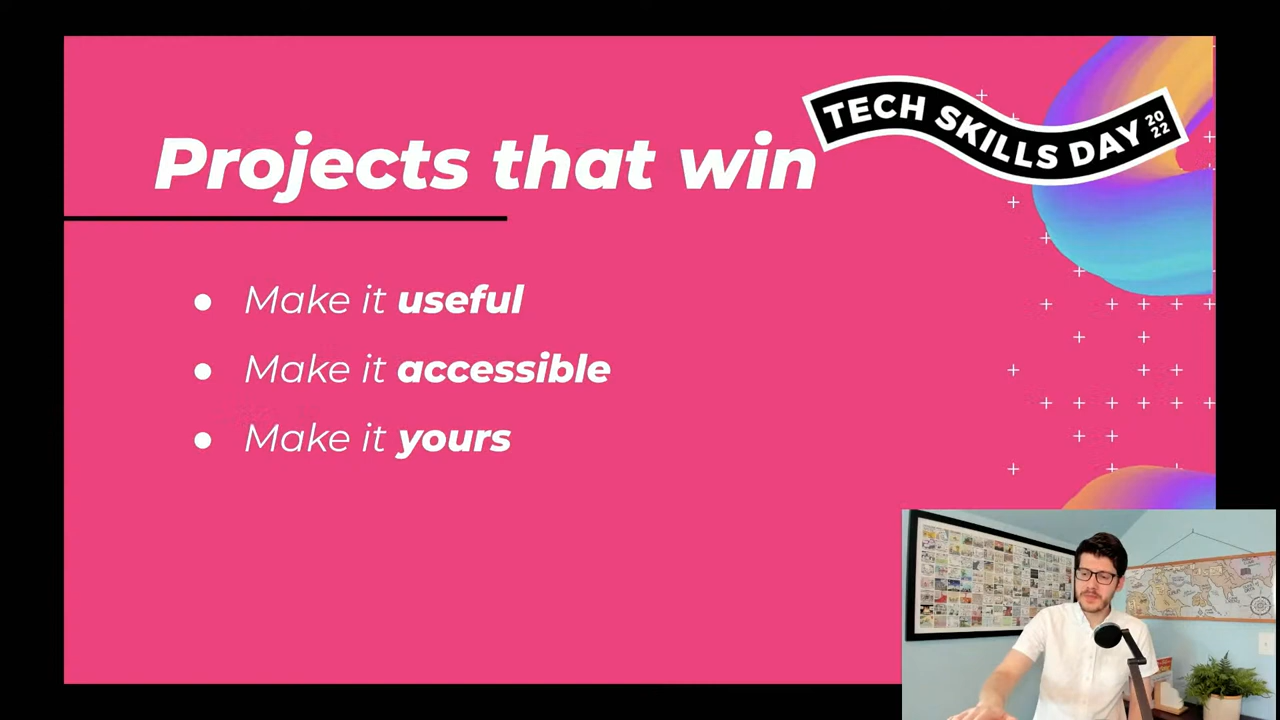 Projects that win
TECH SKILLS DAY 2022
● Make it useful
● Make it accessible
● Make it yours